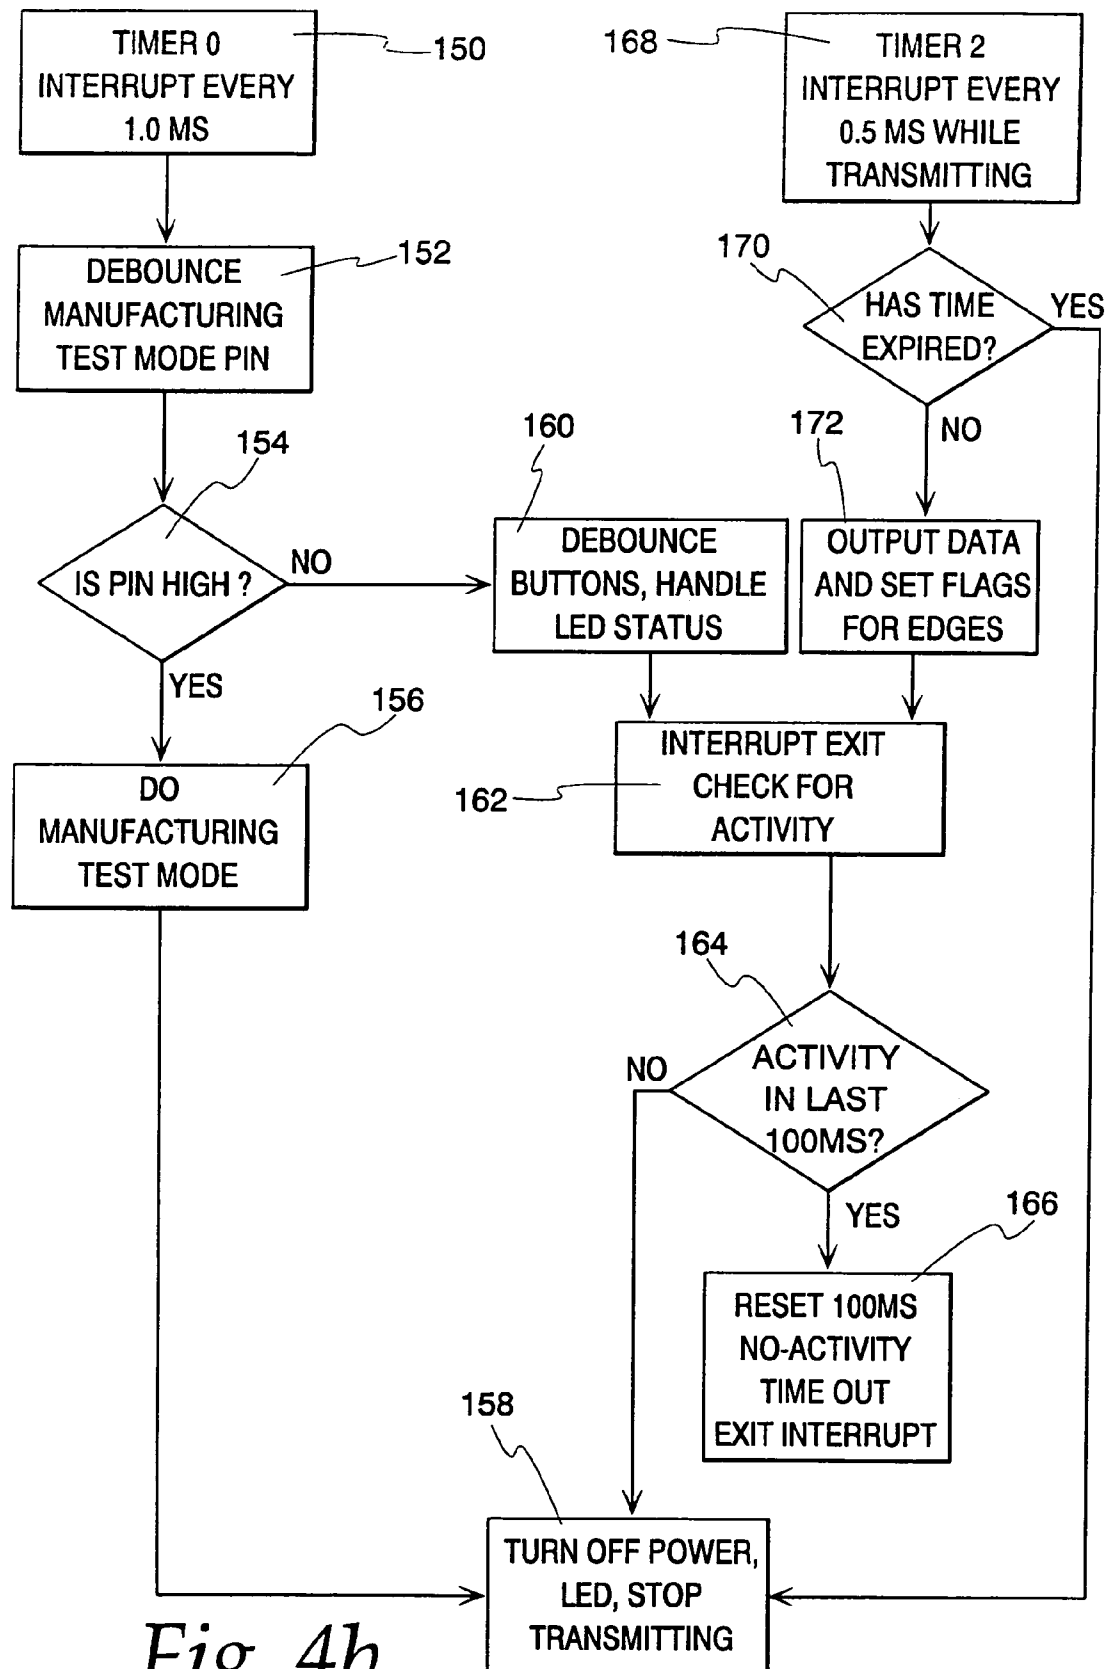 TIMER 0
INTERRUPT EVERY
1.0 MS
150
168
TIMER 2
INTERRUPT EVERY
0.5 MS WHILE
TRANSMITTING
DEBOUNCE
MANUFACTURING
TEST MODE PIN
152
170
HAS TIME
EXPIRED?
YES
NO
154
IS PIN HIGH ?
NO
YES
160
DEBOUNCE
BUTTONS, HANDLE
LED STATUS
172
OUTPUT DATA
AND SET FLAGS
FOR EDGES
156
DO
MANUFACTURING
TEST MODE
162
INTERRUPT EXIT
CHECK FOR
ACTIVITY
164
ACTIVITY
IN LAST
100MS?
NO
YES
166
RESET 100MS
NO-ACTIVITY
TIME OUT
EXIT INTERRUPT
158
TURN OFF POWER,
LED, STOP
TRANSMITTING
Fig. 4b